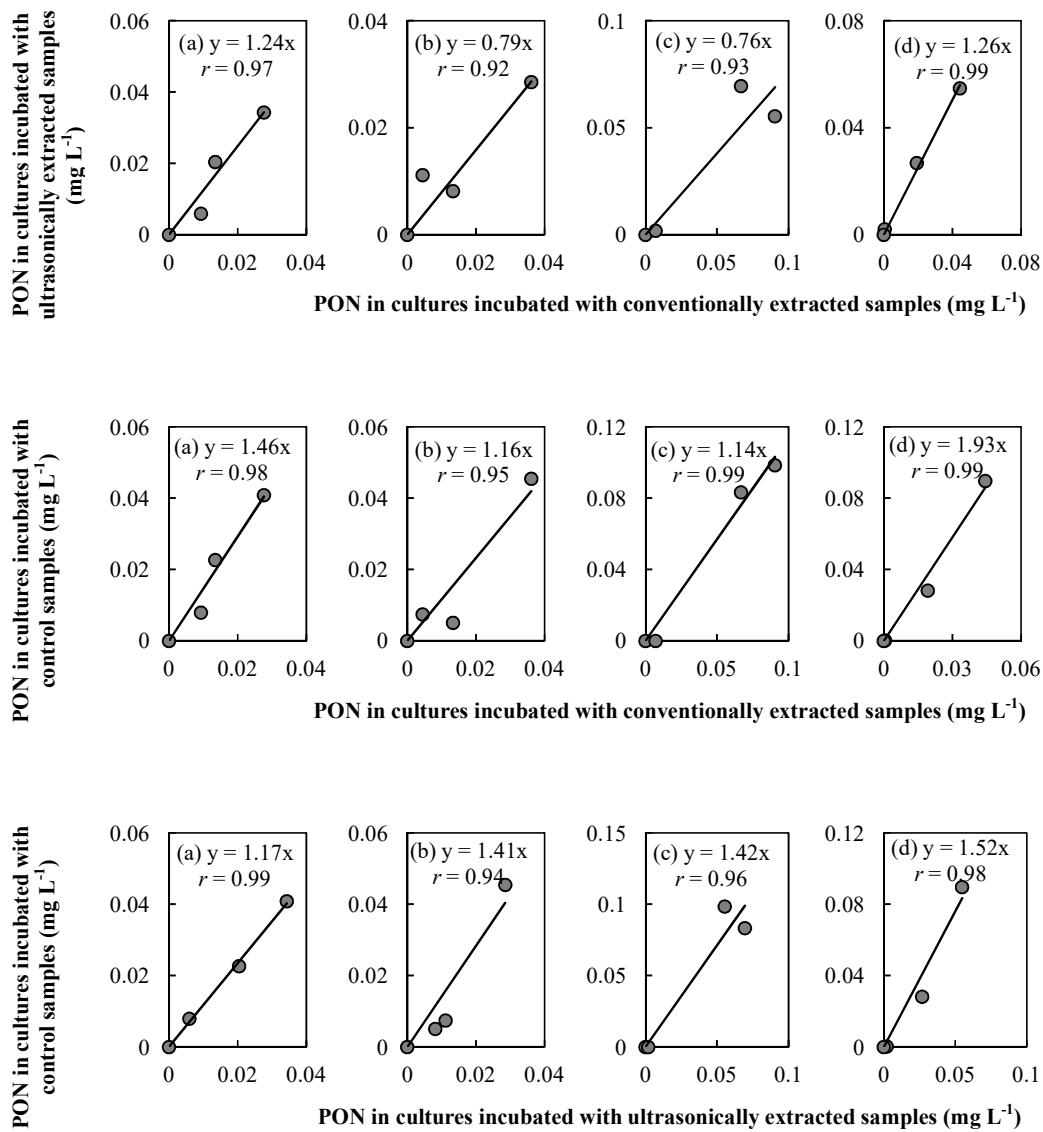 PON in cultures incubated with
ultrasonically extracted samples
(mg L⁻¹)
0.06
0.04
0.02
0
(a) y = 1.24x
r = 0.97
0 0.02 0.04
0.04
0.02
0
(b) y = 0.79x
r = 0.92
0 0.02 0.04
0.1
0.05
0
(c) y = 0.76x
r = 0.93
0 0.05 0.1
0.08
0.04
0
(d) y = 1.26x
r = 0.99
0 0.04 0.08
PON in cultures incubated with conventionally extracted samples (mg L⁻¹)
PON in cultures incubated with
control samples (mg L⁻¹)
0.06
0.04
0.02
0
(a) y = 1.46x
r = 0.98
0 0.02 0.04
0.06
0.04
0.02
0
(b) y = 1.16x
r = 0.95
0 0.02 0.04
0.12
0.08
0.04
0
(c) y = 1.14x
r = 0.99
0 0.05 0.1
0.12
0.08
0.04
0
(d) y = 1.93x
r = 0.99
0 0.03 0.06
PON in cultures incubated with conventionally extracted samples (mg L⁻¹)
PON in cultures incubated with
control samples (mg L⁻¹)
0.06
0.04
0.02
0
(a) y = 1.17x
r = 0.99
0 0.02 0.04
0.06
0.04
0.02
0
(b) y = 1.41x
r = 0.94
0 0.02 0.04
0.15
0.1
0.05
0
(c) y = 1.42x
r = 0.96
0 0.05 0.1
0.12
0.08
0.04
0
(d) y = 1.52x
r = 0.98
0 0.05 0.1
PON in cultures incubated with ultrasonically extracted samples (mg L⁻¹)